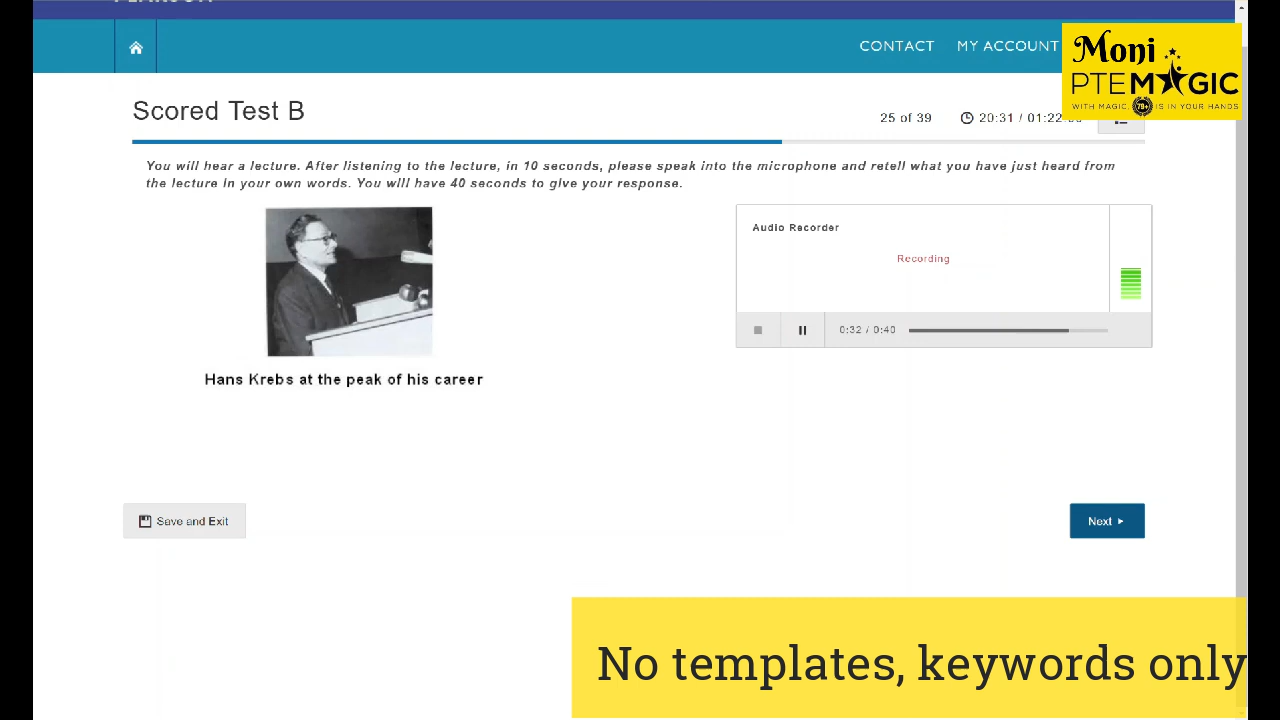 CONTACT MY ACCOUNT
Moni
PTEMAGIC
WITH MAGIC, 79+ IS IN YOUR HANDS
Scored Test B
25 of 39
20:31 / 01:22:
You will hear a lecture. After listening to the lecture, in 10 seconds, please speak into the microphone and retell what you have just heard from
the lecture in your own words. You will have 40 seconds to give your response.
Audio Recorder
Recording
0:32 / 0:40
Hans Krebs at the peak of his career
Save and Exit
Next
No templates, keywords only